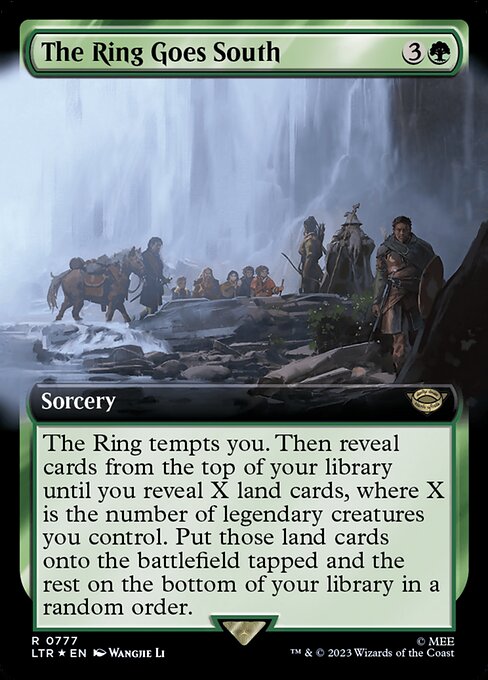 The Ring Goes South 3
Sorcery
The Ring tempts you. Then reveal
cards from the top of your library
until you reveal X land cards, where X
is the number of legendary creatures
you control. Put those land cards
onto the battlefield tapped and the
rest on the bottom of your library in a
random order.
R 0777
LTR ★ EN Wangjie Li
© MEE
™ & © 2023 Wizards of the Coast